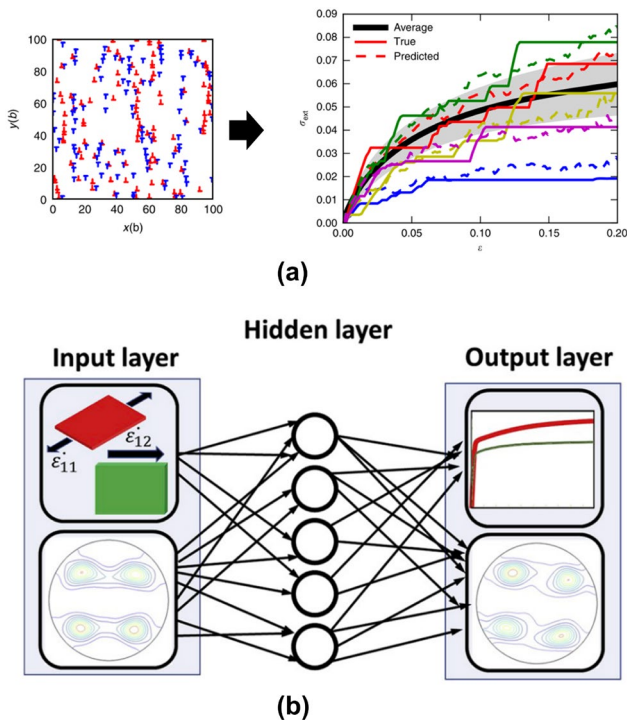 100
80
60
40
20
0
y(b)
0 20 40 60 80 100
x(b)
0.09
0.08
0.07
0.06
0.05
0.04
0.03
0.02
0.01
0.00
σext
Average
True
Predicted
0.00 0.05 0.10 0.15 0.20
ε
(a)
Hidden layer
Input layer
Output layer
ε̇11
ε̇12
(b)